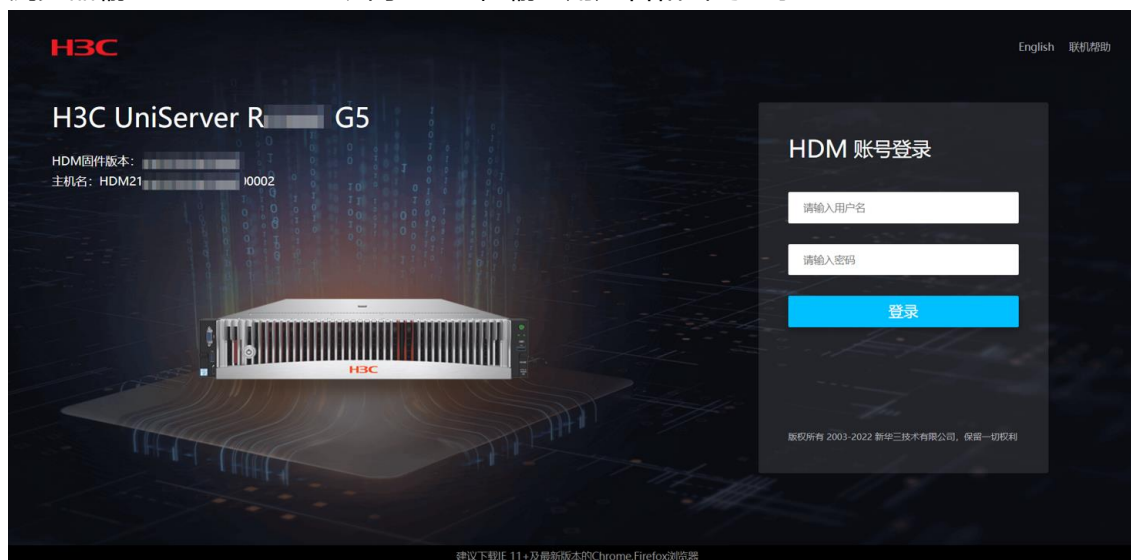 H3C
English 联机帮助
H3C UniServer R G5
HDM固件版本:
主机名: HDM21 0002
HDM 账号登录
请输入用户名
请输入密码
登录
H3C
版权所有 2003-2022 新华三技术有限公司, 保留一切权利
建议下载IE 11+及最新版本的Chrome,Firefox浏览器